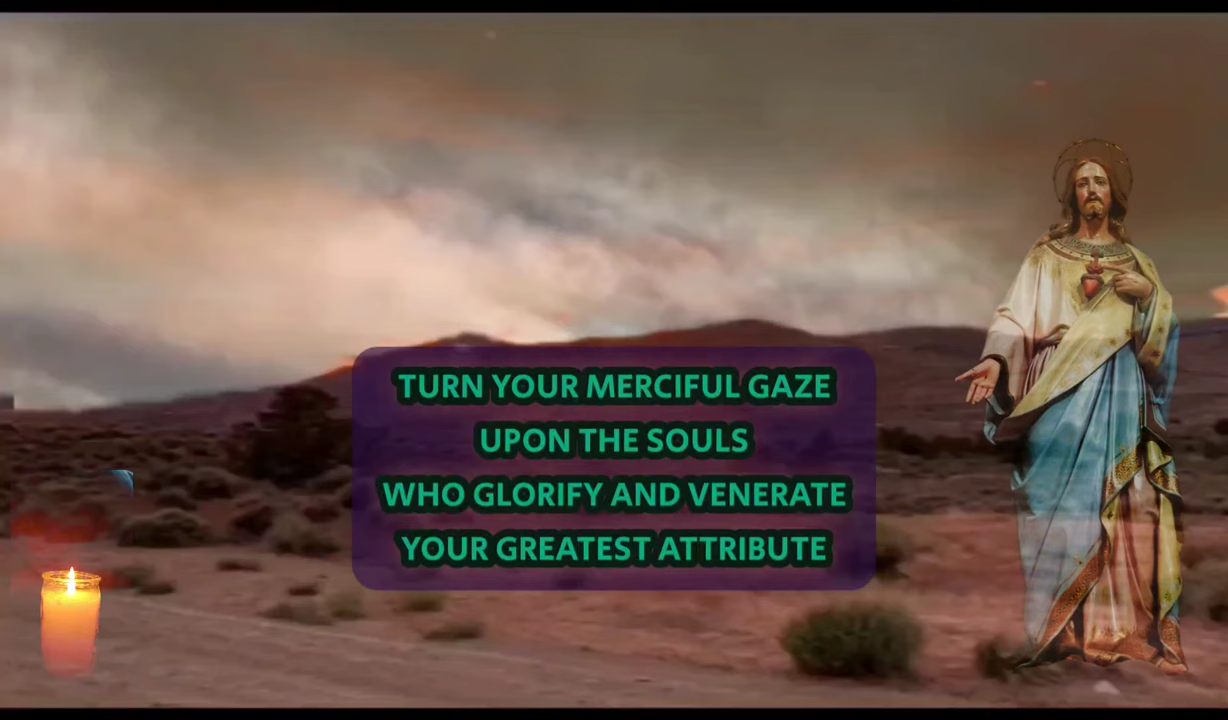 TURN YOUR MERCIFUL GAZE
UPON THE SOULS
WHO GLORIFY AND VENERATE
YOUR GREATEST ATTRIBUTE